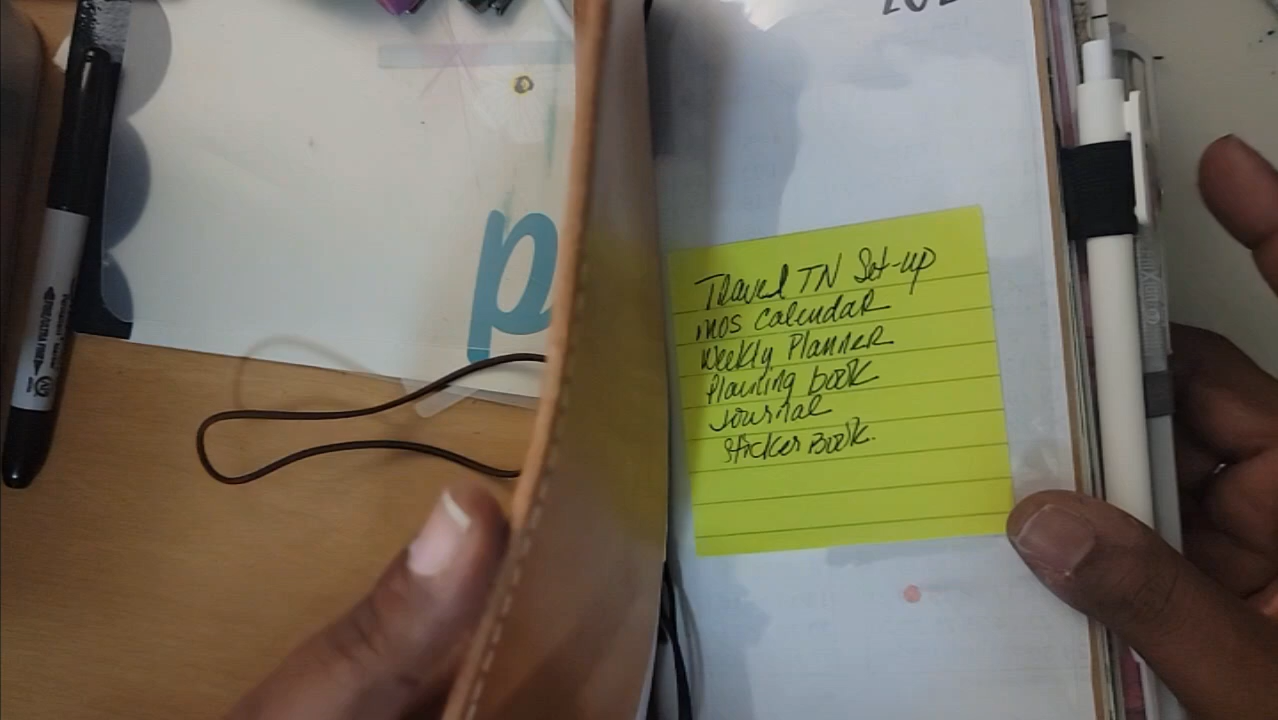 Travel TN Set-up
mos Calendar
Weekly Planner
Planning book
Journal
Sticker Book.
p